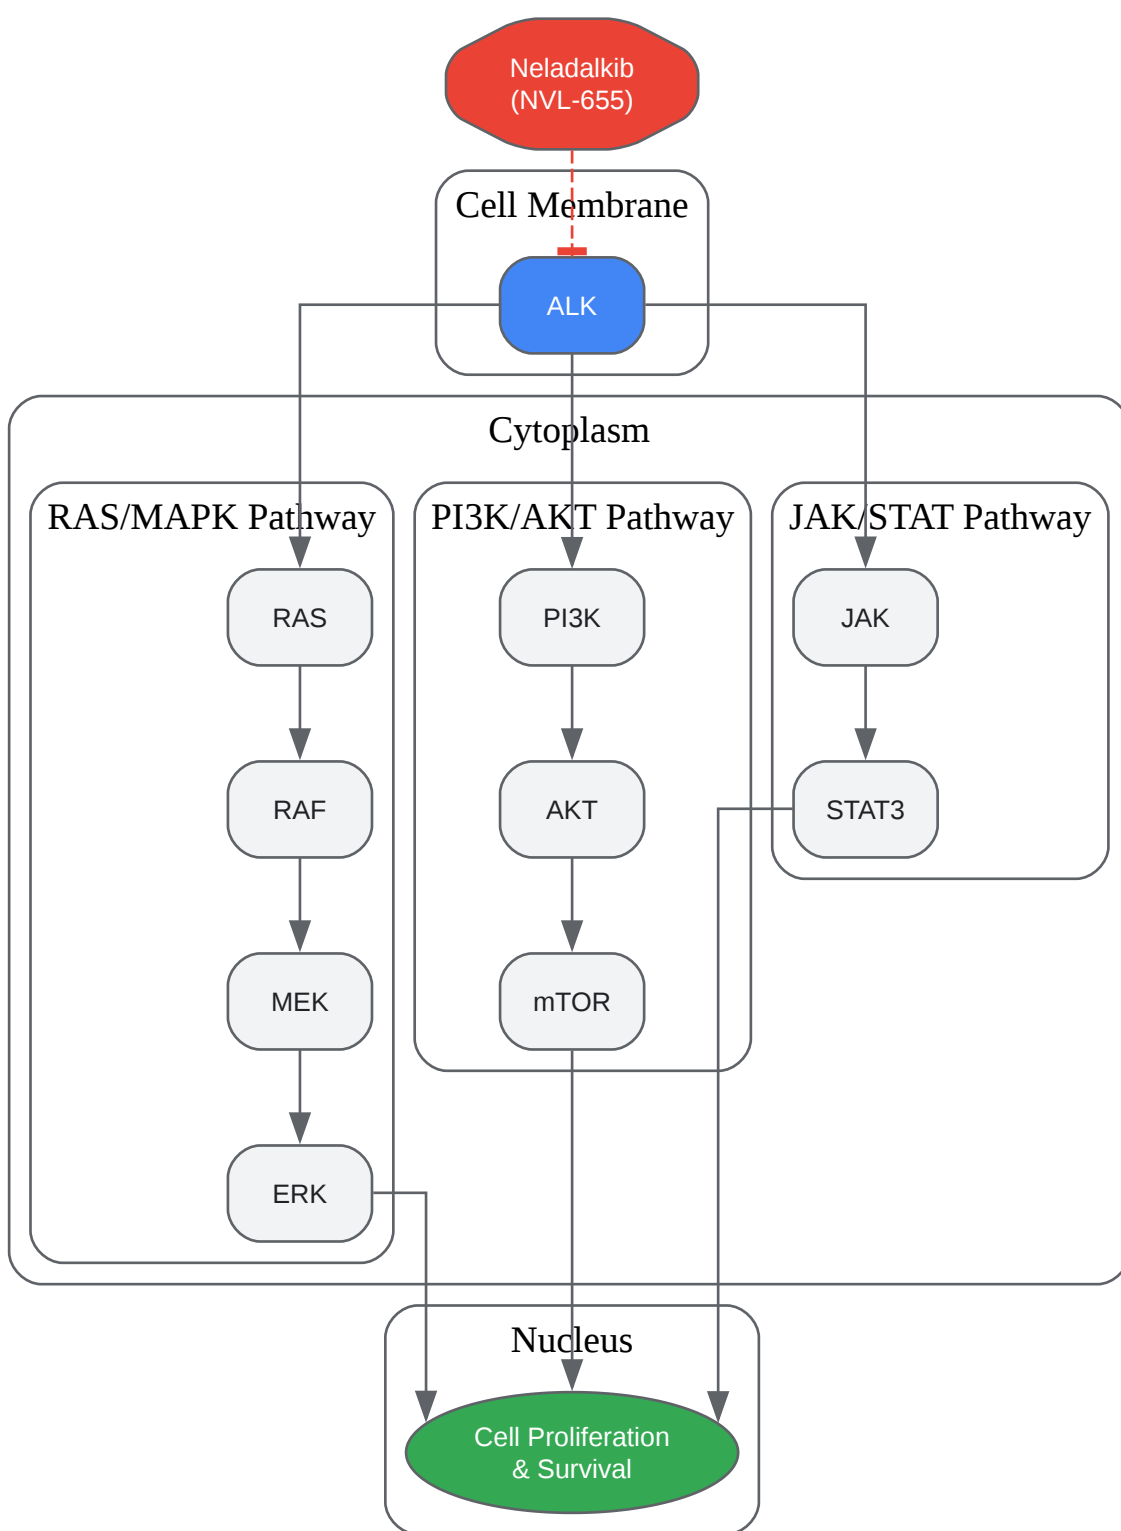 Neladalkib
(NVL-655)
Cell Membrane
ALK
Cytoplasm
RAS/MAPK Pathway
PI3K/AKT Pathway
JAK/STAT Pathway
RAS
PI3K
JAK
RAF
AKT
STAT3
MEK
mTOR
ERK
Nucleus
Cell Proliferation
& Survival